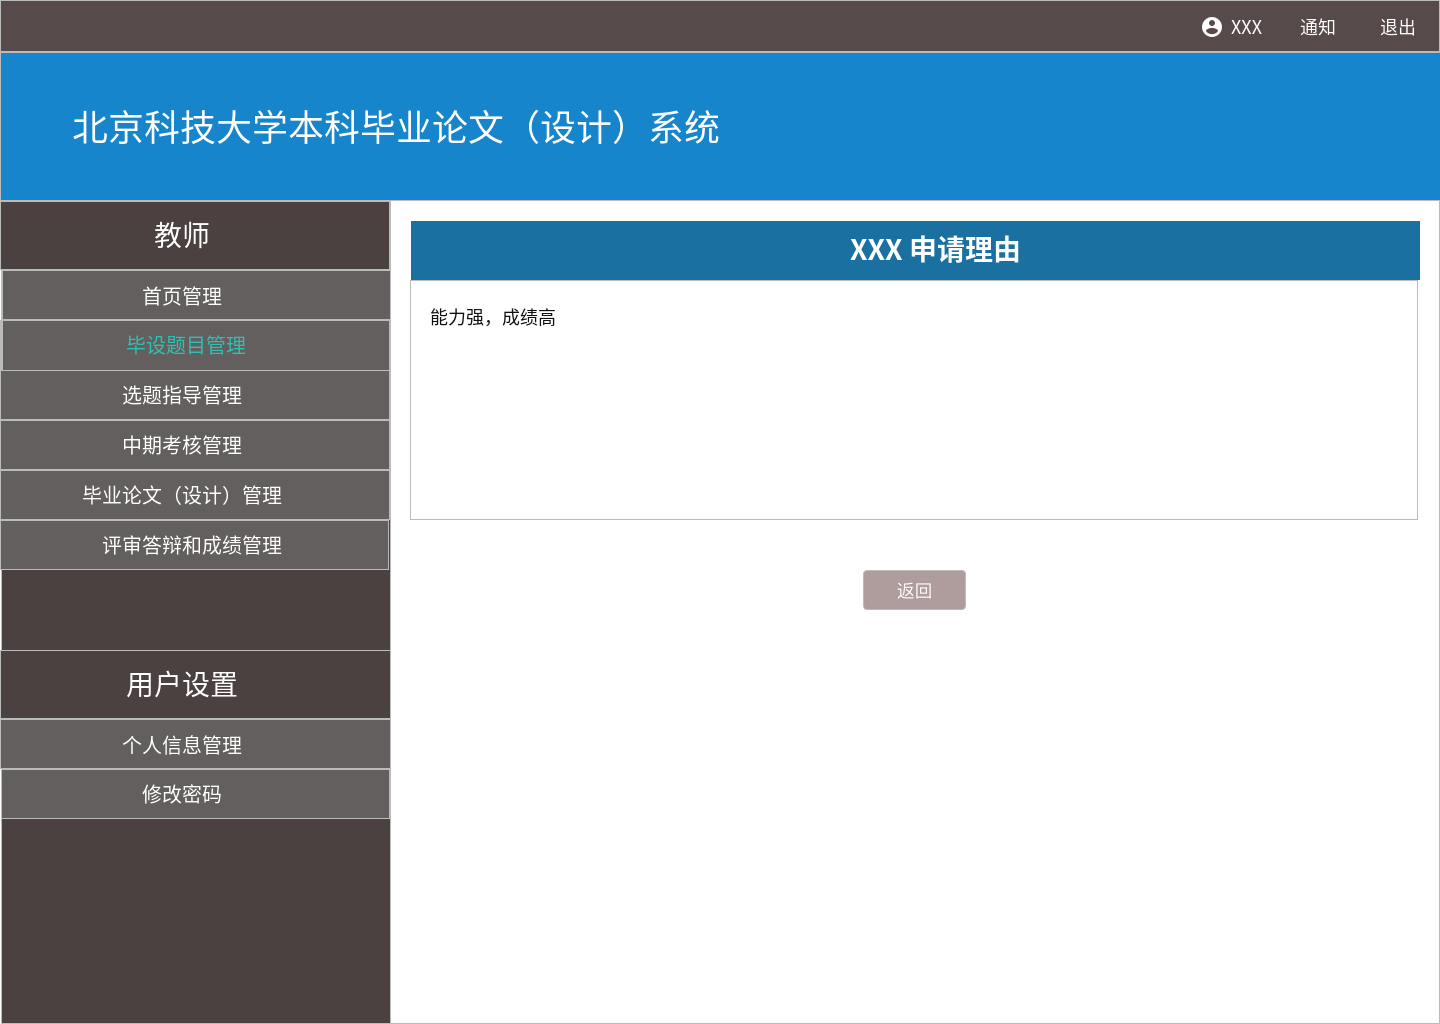 XXX 通知 退出
北京科技大学本科毕业论文（设计）系统
教师
首页管理
毕设题目管理
选题指导管理
中期考核管理
毕业论文（设计）管理
评审答辩和成绩管理
用户设置
个人信息管理
修改密码
XXX 申请理由
能力强，成绩高
返回